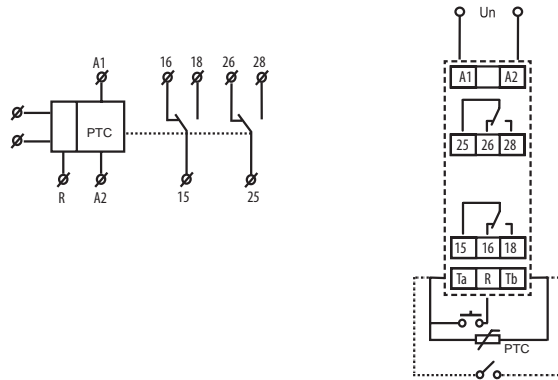 Un
A1 16 18 26 28
A1 A2
PTC
25 26 28
R A2 15 25
15 16 18
Ta R Tb
PTC